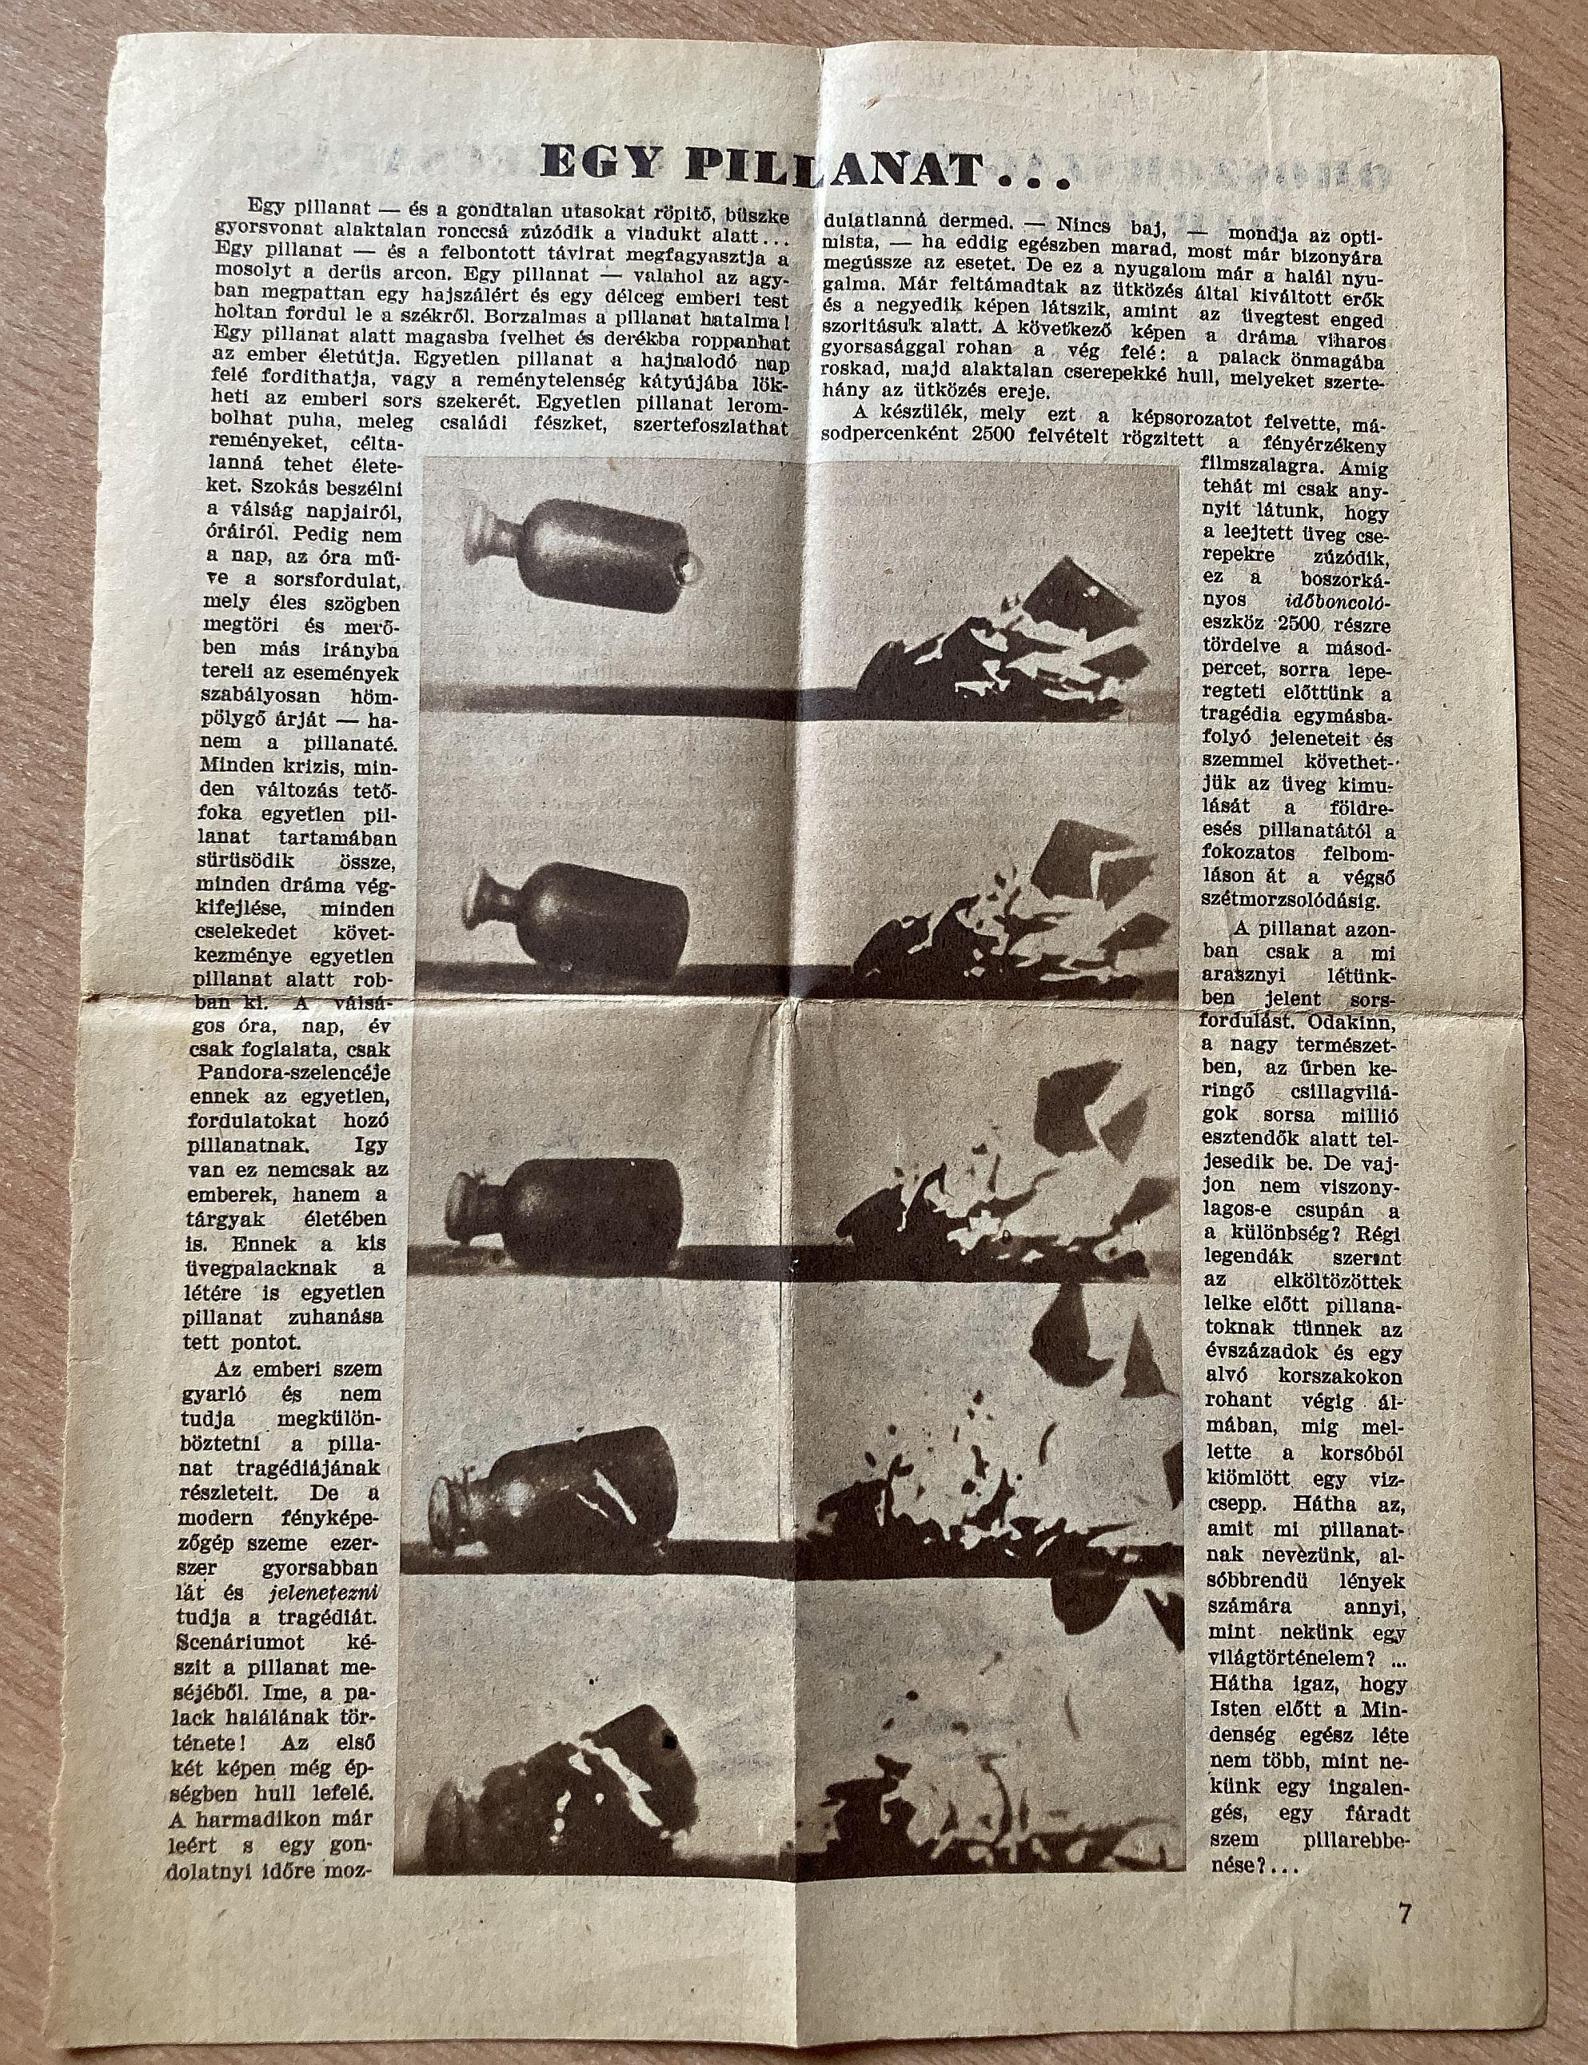 EGY PILLANAT...
Egy pillanat — és a gondtalan utasokat röpitő, büszke
gyorsvonat alaktalan ronccsá zúzódik a viadukt alatt...
Egy pillanat — és a felbontott távirat megfagyasztja a
mosolyt a derüs arcon. Egy pillanat — valahol az agy-
ban megpattan egy hajszálért és egy délceg emberi test
holtan fordul le a székről. Borzalmas a pillanat hatalma!
Egy pillanat alatt magasba ívelhet és derékba roppanhat
az ember életútja. Egyetlen pillanat a hajnalodó nap
felé fordithatja, vagy a reménytelenség kátyújába lök-
heti az emberi sors szekerét. Egyetlen pillanat lerom-
bolhat puha, meleg családi fészket, szertefoszlathat
reményeket, célta-
lanná tehet élete-
ket. Szokás beszélni
a válság napjairól,
óráiról. Pedig nem
a nap, az óra mű-
ve a sorsfordulat,
mely éles szögben
megtöri és merő-
ben más irányba
tereli az események
szabályosan höm-
pölygő árját — ha-
nem a pillanaté.
Minden krizis, min-
den változás tető-
foka egyetlen pil-
lanat tartamában
sürüsödik össze,
minden dráma vég-
kifejlése, minden
cselekedet követ-
kezménye egyetlen
pillanat alatt rob-
ban ki. A válsá-
gos óra, nap, év
csak foglalata, csak
Pandora-szelencéje
ennek az egyetlen,
fordulatokat hozó
pillanatnak. Igy
van ez nemcsak az
emberek, hanem a
tárgyak életében
is. Ennek a kis
üvegpalacknak a
létére is egyetlen
pillanat zuhanása
tett pontot.
Az emberi szem
gyarló és nem
tudja megkülön-
böztetni a pilla-
nat tragédiájának
részleteit. De a
modern fényképe-
zőgép szeme ezer-
szer gyorsabban
lát és jelenetezni
tudja a tragédiát.
Scenáriumot ké-
szit a pillanat me-
séjéből. Ime, a pa-
lack halálának tör-
ténete! Az első
két képen még ép-
ségben hull lefelé.
A harmadikon már
leért s egy gon-
dolatnyi időre moz-
dulatlanná dermed. — Nincs baj, — mondja az opti-
mista, — ha eddig egészben marad, most már bizonyára
megússze az esetet. De ez a nyugalom már a halál nyu-
galma. Már feltámadtak az ütközés által kiváltott erők
és a negyedik képen látszik, amint az üvegtest enged
szoritásuk alatt. A következő képen a dráma viharos
gyorsasággal rohan a vég felé: a palack önmagába
roskad, majd alaktalan cserepekké hull, melyeket szerte-
hány az ütközés ereje.
A készülék, mely ezt a képsorozatot felvette, má-
sodpercenként 2500 felvételt rögzitett a fényérzékeny
filmszalagra. Amig
tehát mi csak any-
nyit látunk, hogy
a leejtett üveg cse-
repekre zúzódik,
ez a boszorká-
nyos időboncoló-
eszköz 2500 részre
tördelve a másod-
percet, sorra lepe-
regteti előttünk a
tragédia egymásba-
folyó jeleneteit és
szemmel követhet-
jük az üveg kimu-
lását a földre-
esés pillanatától a
fokozatos felbom-
láson át a végső
szétmorzsolódásig.
A pillanat azon-
ban csak a mi
arasznyi létünk-
ben jelent sors-
fordulást. Odakinn,
a nagy természet-
ben, az űrben ke-
ringő csillagvilá-
gok sorsa millió
esztendők alatt tel-
jesedik be. De vaj-
jon nem viszony-
lagos-e csupán a
a különbség? Régi
legendák szerint
az elköltözöttek
lelke előtt pillana-
toknak tünnek az
évszázadok és egy
alvó korszakokon
rohant végig ál-
mában, mig mel-
lette a korsóból
kiömlött egy viz-
csepp. Hátha az,
amit mi pillanat-
nak nevezünk, al-
sóbbrendü lények
számára annyi,
mint nekünk egy
világtörténelem? ...
Hátha igaz, hogy
Isten előtt a Min-
denség egész léte
nem több, mint ne-
künk egy ingalen-
gés, egy fáradt
szem pillarebbe-
nése?...
7